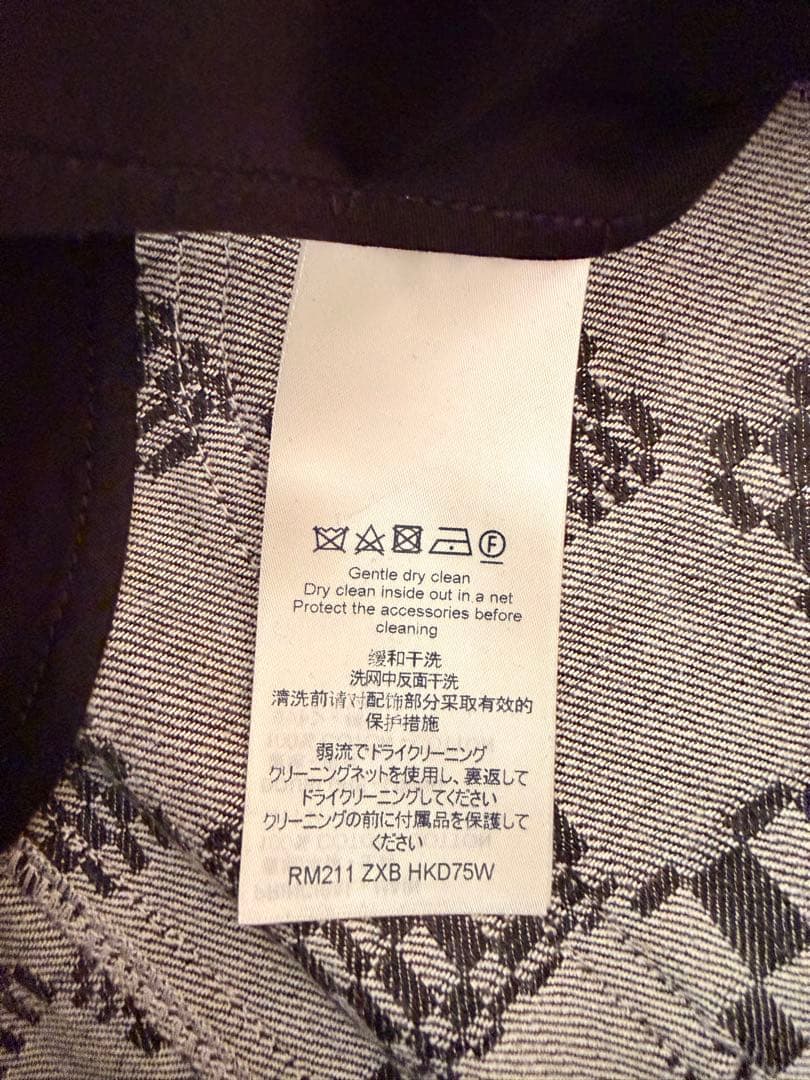 F
Gentle dry clean
Dry clean inside out in a net
Protect the accessories before
cleaning
缓和干洗
洗网中反面干洗
清洗前请对配饰部分采取有效的
保护措施
弱流でドライクリーニング
クリーニングネットを使用し、裏返して
ドライクリーニングしてください
クリーニングの前に付属品を保護して
ください
RM211 ZXB HKD75W